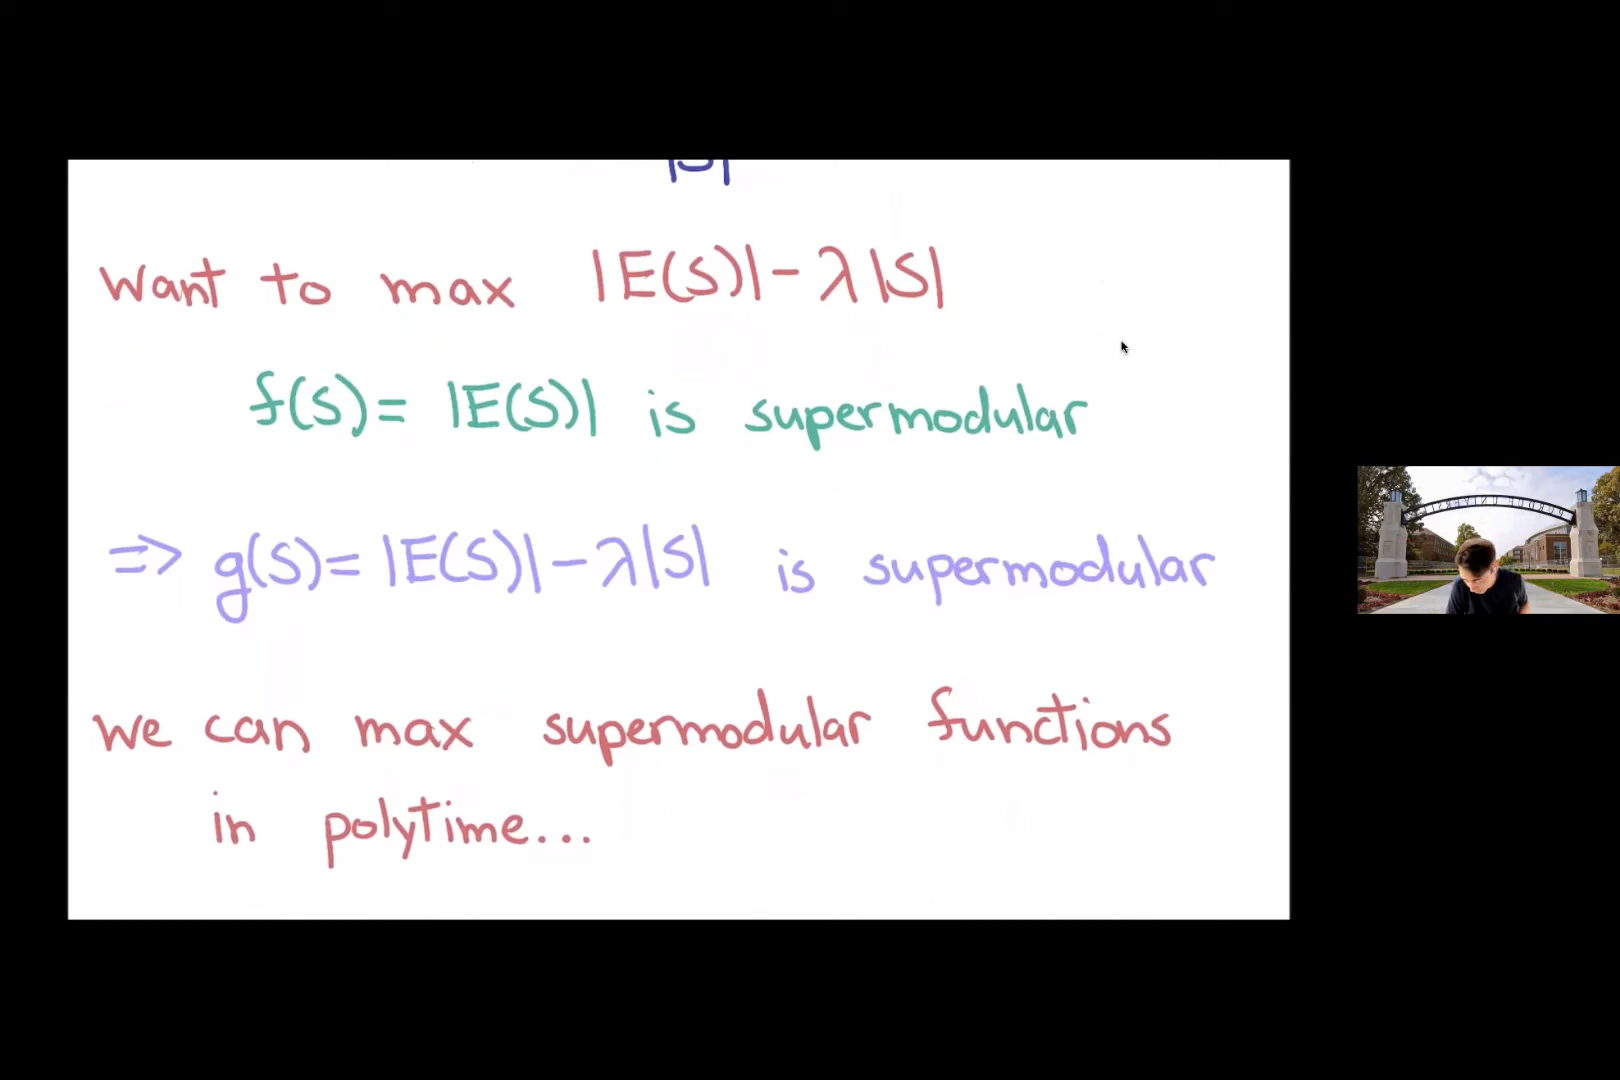 |S|
want to max |E(S)| - λ|S|
f(S) = |E(S)| is supermodular
=> g(S) = |E(S)| - λ|S| is supermodular
we can max supermodular functions
in polytime...